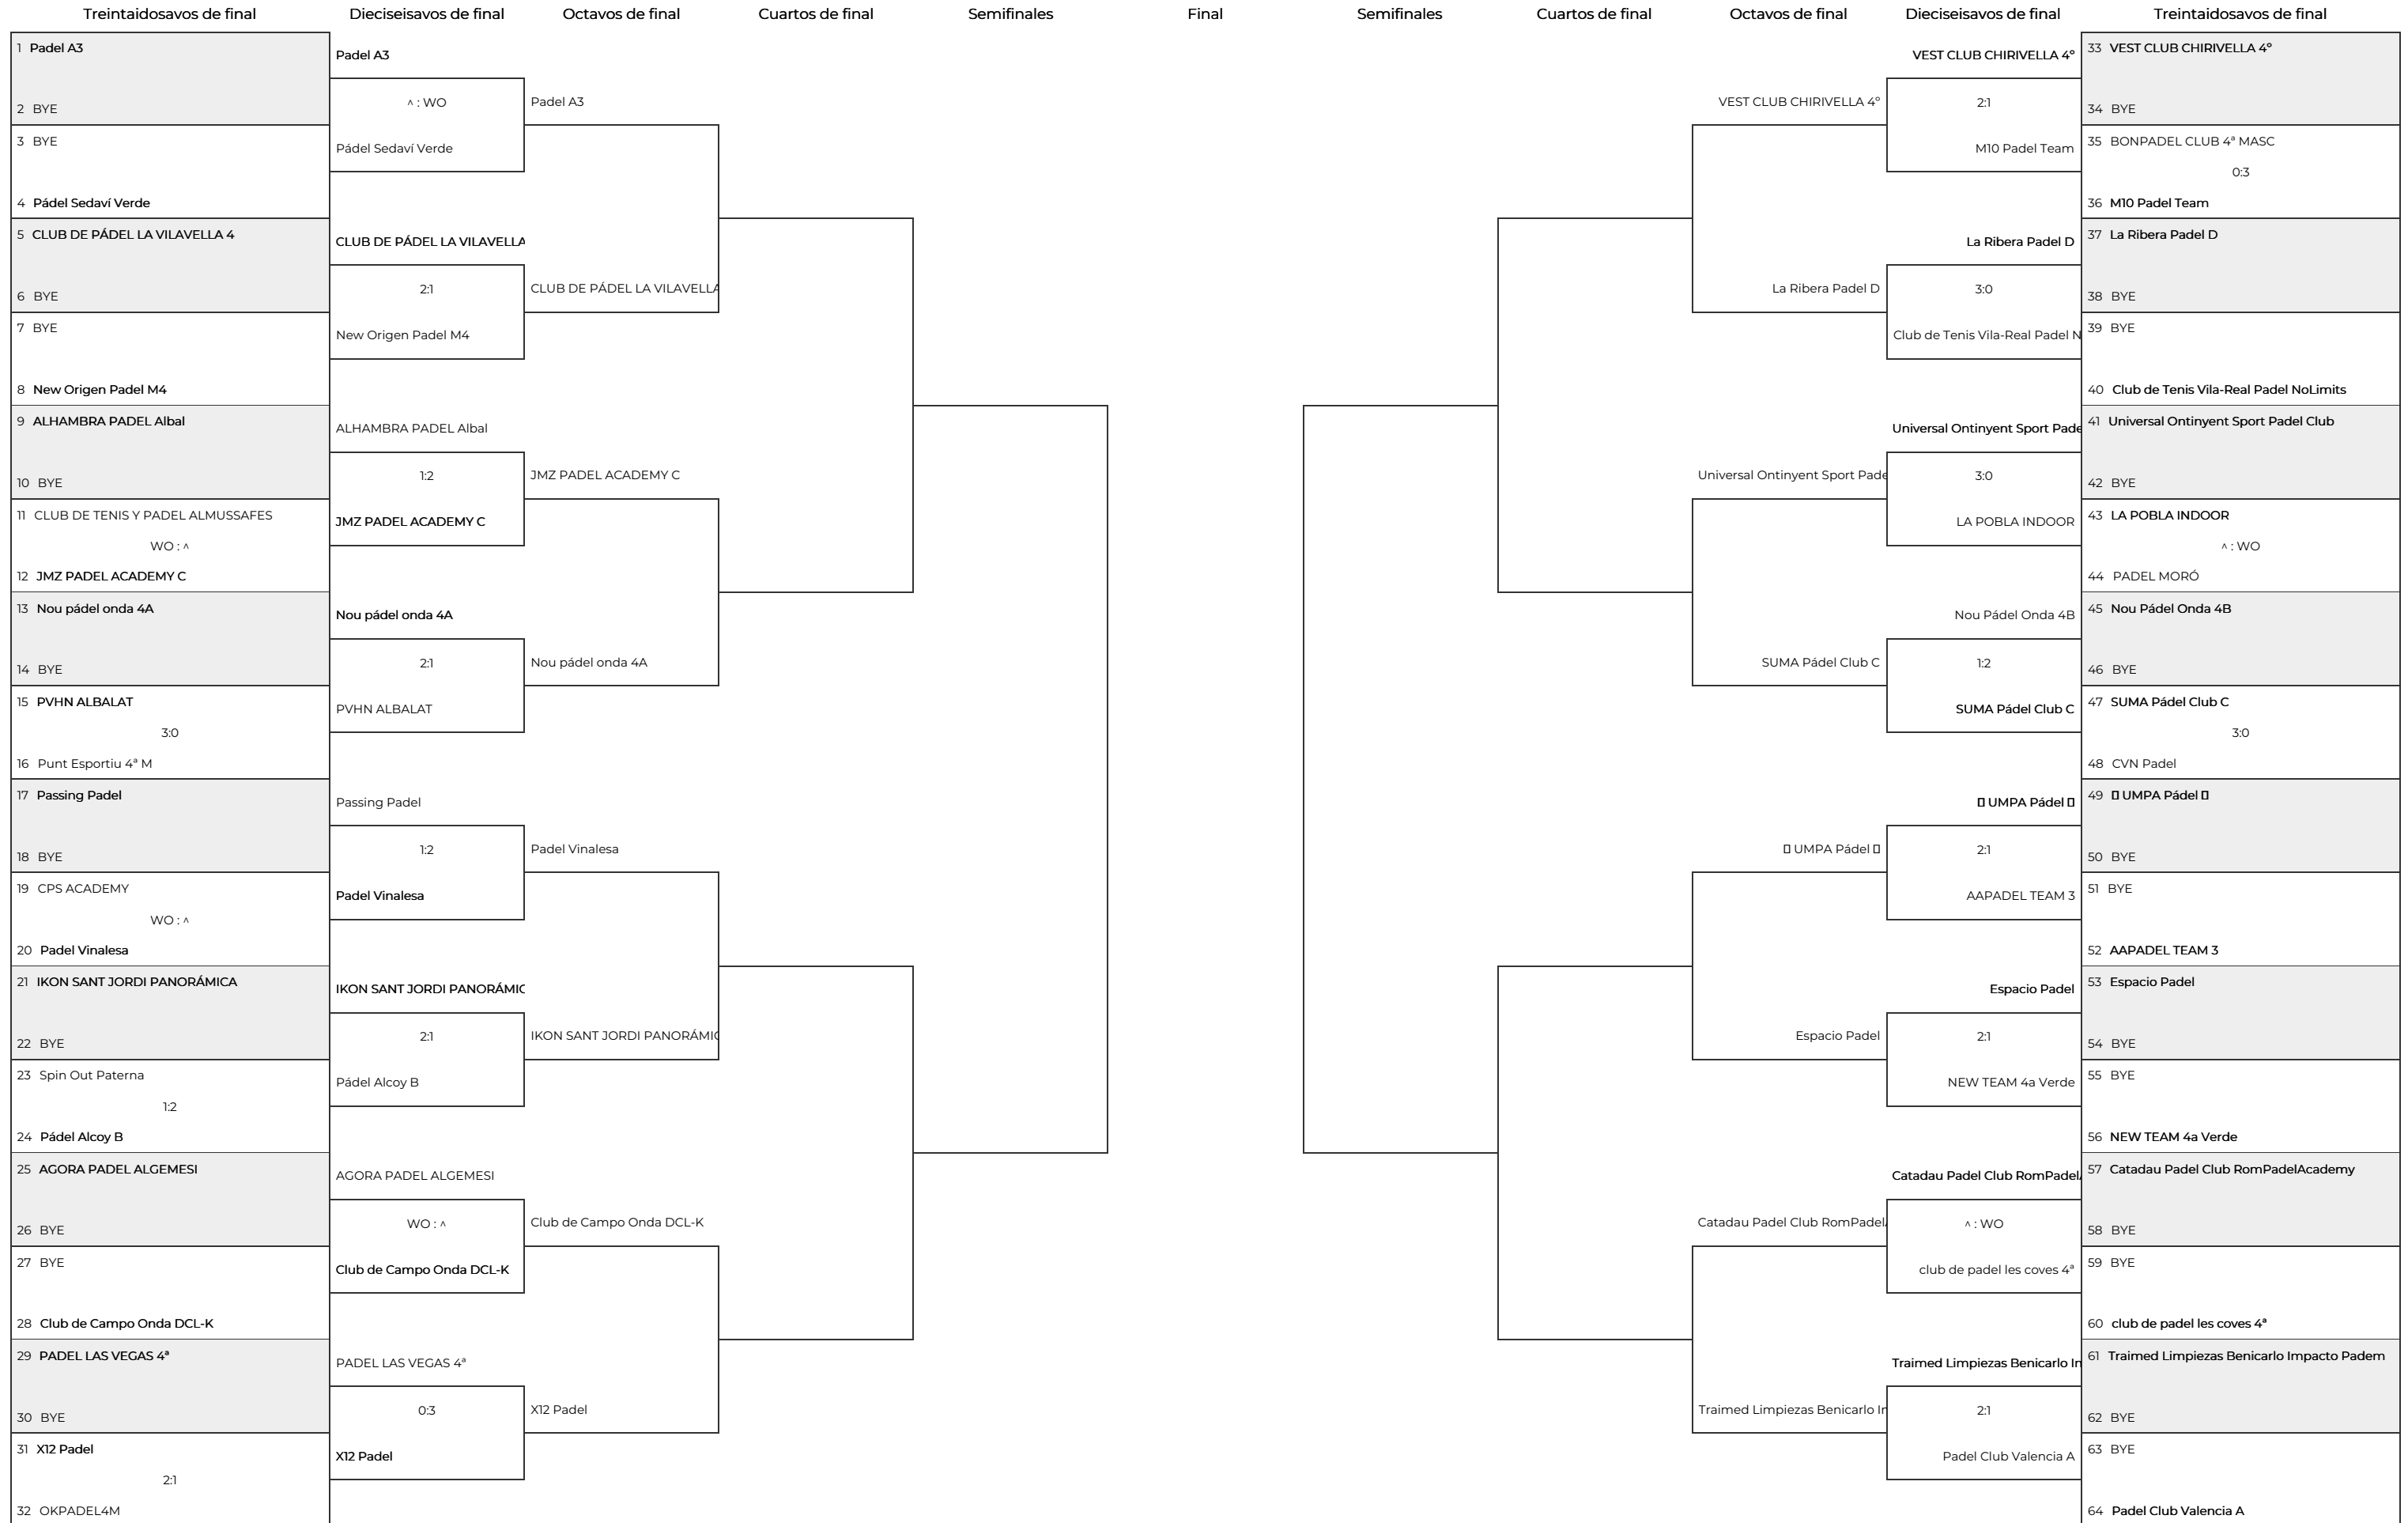 Treintaidosavos de final
Dieciseisavos de final
Octavos de final
Cuartos de final
Semifinales
Final
Semifinales
Cuartos de final
Octavos de final
Dieciseisavos de final
Treintaidosavos de final
1 Padel A3
2 BYE
3 BYE
4 Pádel Sedaví Verde
5 CLUB DE PÁDEL LA VILAVELLA 4
6 BYE
7 BYE
8 New Origen Padel M4
9 ALHAMBRA PADEL Albal
10 BYE
11 CLUB DE TENIS Y PADEL ALMUSSAFES
WO : ^
12 JMZ PADEL ACADEMY C
13 Nou pádel onda 4A
14 BYE
15 PVHN ALBALAT
3:0
16 Punt Esportiu 4ª M
17 Passing Padel
18 BYE
19 CPS ACADEMY
WO : ^
20 Padel Vinalesa
21 IKON SANT JORDI PANORÁMICA
22 BYE
23 Spin Out Paterna
1:2
24 Pádel Alcoy B
25 AGORA PADEL ALGEMESI
26 BYE
27 BYE
28 Club de Campo Onda DCL-K
29 PADEL LAS VEGAS 4ª
30 BYE
31 X12 Padel
2:1
32 OKPADEL4M
Padel A3
^ : WO
Pádel Sedaví Verde
CLUB DE PÁDEL LA VILAVELLA
2:1
New Origen Padel M4
ALHAMBRA PADEL Albal
1:2
JMZ PADEL ACADEMY C
Nou pádel onda 4A
2:1
PVHN ALBALAT
Passing Padel
1:2
Padel Vinalesa
IKON SANT JORDI PANORÁMIC
2:1
Pádel Alcoy B
AGORA PADEL ALGEMESI
WO : ^
Club de Campo Onda DCL-K
PADEL LAS VEGAS 4ª
0:3
X12 Padel
Padel A3
CLUB DE PÁDEL LA VILAVELLA
JMZ PADEL ACADEMY C
Nou pádel onda 4A
Padel Vinalesa
IKON SANT JORDI PANORÁMIC
Club de Campo Onda DCL-K
X12 Padel
VEST CLUB CHIRIVELLA 4º
La Ribera Padel D
Universal Ontinyent Sport Pade
SUMA Pádel Club C
▯ UMPA Pádel ▯
Espacio Padel
Catadau Padel Club RomPadel
Traimed Limpiezas Benicarlo Ir
VEST CLUB CHIRIVELLA 4º
2:1
M10 Padel Team
La Ribera Padel D
3:0
Club de Tenis Vila-Real Padel N
Universal Ontinyent Sport Pade
3:0
LA POBLA INDOOR
Nou Pádel Onda 4B
1:2
SUMA Pádel Club C
▯ UMPA Pádel ▯
2:1
AAPADEL TEAM 3
Espacio Padel
2:1
NEW TEAM 4a Verde
Catadau Padel Club RomPadel
^ : WO
club de padel les coves 4ª
Traimed Limpiezas Benicarlo Ir
2:1
Padel Club Valencia A
33 VEST CLUB CHIRIVELLA 4º
34 BYE
35 BONPADEL CLUB 4ª MASC
0:3
36 M10 Padel Team
37 La Ribera Padel D
38 BYE
39 BYE
40 Club de Tenis Vila-Real Padel NoLimits
41 Universal Ontinyent Sport Padel Club
42 BYE
43 LA POBLA INDOOR
^ : WO
44 PADEL MORÓ
45 Nou Pádel Onda 4B
46 BYE
47 SUMA Pádel Club C
3:0
48 CVN Padel
49 ▯ UMPA Pádel ▯
50 BYE
51 BYE
52 AAPADEL TEAM 3
53 Espacio Padel
54 BYE
55 BYE
56 NEW TEAM 4a Verde
57 Catadau Padel Club RomPadelAcademy
58 BYE
59 BYE
60 club de padel les coves 4ª
61 Traimed Limpiezas Benicarlo Impacto Padem
62 BYE
63 BYE
64 Padel Club Valencia A